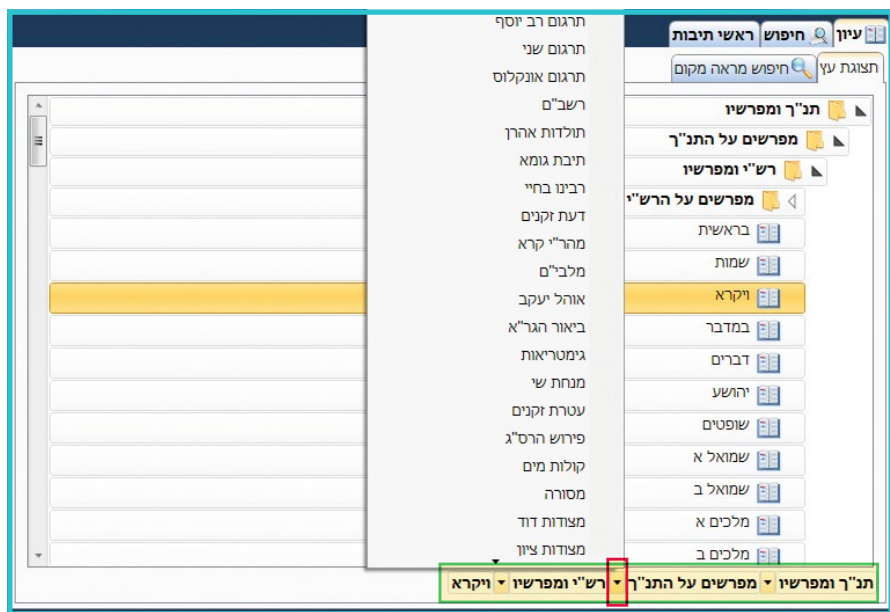 עיון חיפוש ראשי תיבות
תצוגת עץ חיפוש מראה מקום
תנ"ך ומפרשיו
מפרשים על התנ"ך
רש"י ומפרשיו
מפרשים על הרש"י
בראשית
שמות
ויקרא
במדבר
דברים
יהושע
שופטים
שמואל א
שמואל ב
מלכים א
מלכים ב
תרגום רב יוסף
תרגום שני
תרגום אונקלוס
רשב"ם
תולדות אהרן
תיבת גומא
רבינו בחיי
דעת זקנים
מהר"י קרא
מלבי"ם
אוהל יעקב
ביאור הגר"א
גימטריאות
מנחת שי
עטרת זקנים
פירוש הרס"ג
קולות מים
מסורה
מצודות דוד
מצודות ציון
תנ"ך ומפרשיו מפרשים על התנ"ך רש"י ומפרשיו ויקרא